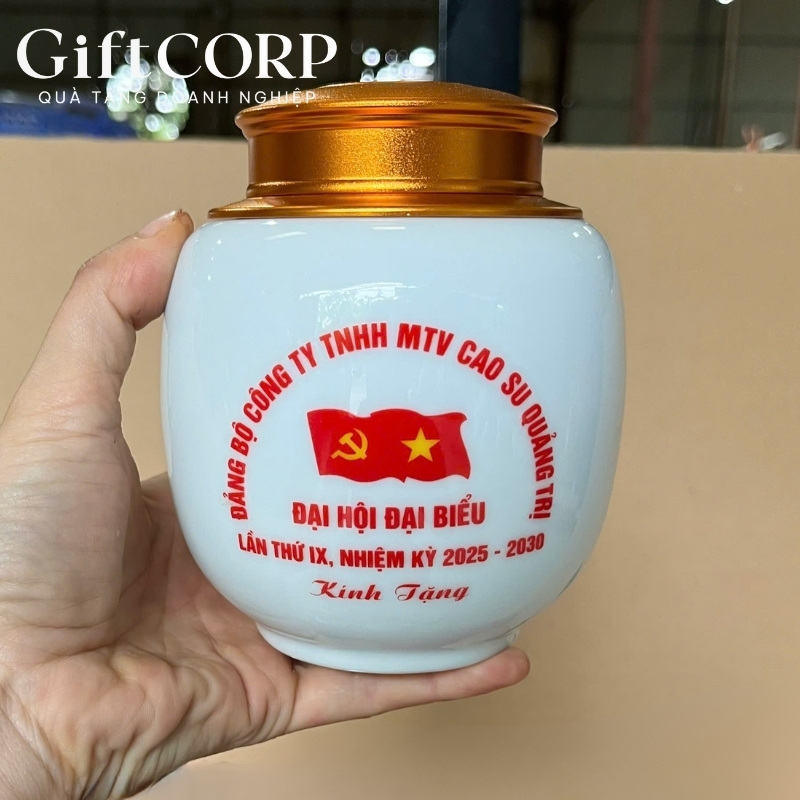 GiftCORP
QUÀ TẶNG DOANH NGHIỆP
ĐẢNG BỘ CÔNG TY TNHH MTV CAO SU QUẢNG TRỊ
ĐẠI HỘI ĐẠI BIỂU
LẦN THỨ IX, NHIỆM KỲ 2025 - 2030
Kính Tặng